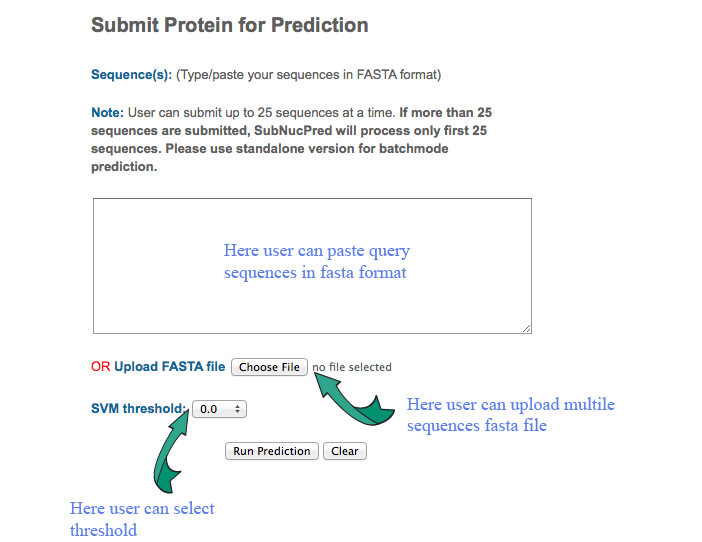 Submit Protein for Prediction
Sequence(s): (Type/paste your sequences in FASTA format)
Note: User can submit up to 25 sequences at a time. If more than 25
sequences are submitted, SubNucPred will process only first 25
sequences. Please use standalone version for batchmode
prediction.
Here user can paste query
sequences in fasta format
OR Upload FASTA file Choose File no file selected
SVM threshold: 0.0
Here user can upload multile
sequences fasta file
Run Prediction Clear
Here user can select
threshold